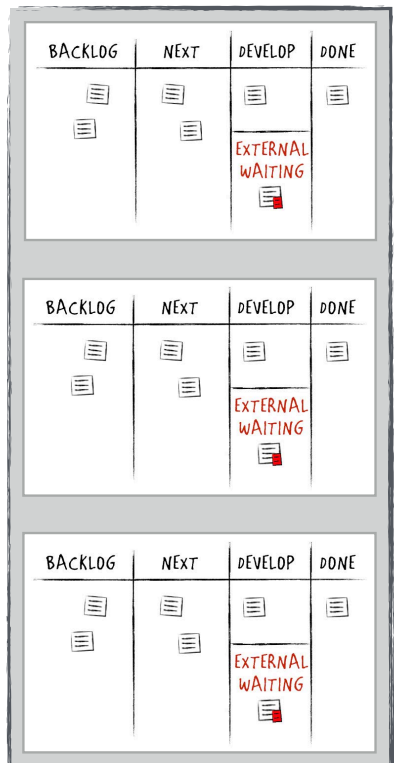 BACKLOG NEXT DEVELOP DONE
EXTERNAL
WAITING
BACKLOG NEXT DEVELOP DONE
EXTERNAL
WAITING
BACKLOG NEXT DEVELOP DONE
EXTERNAL
WAITING